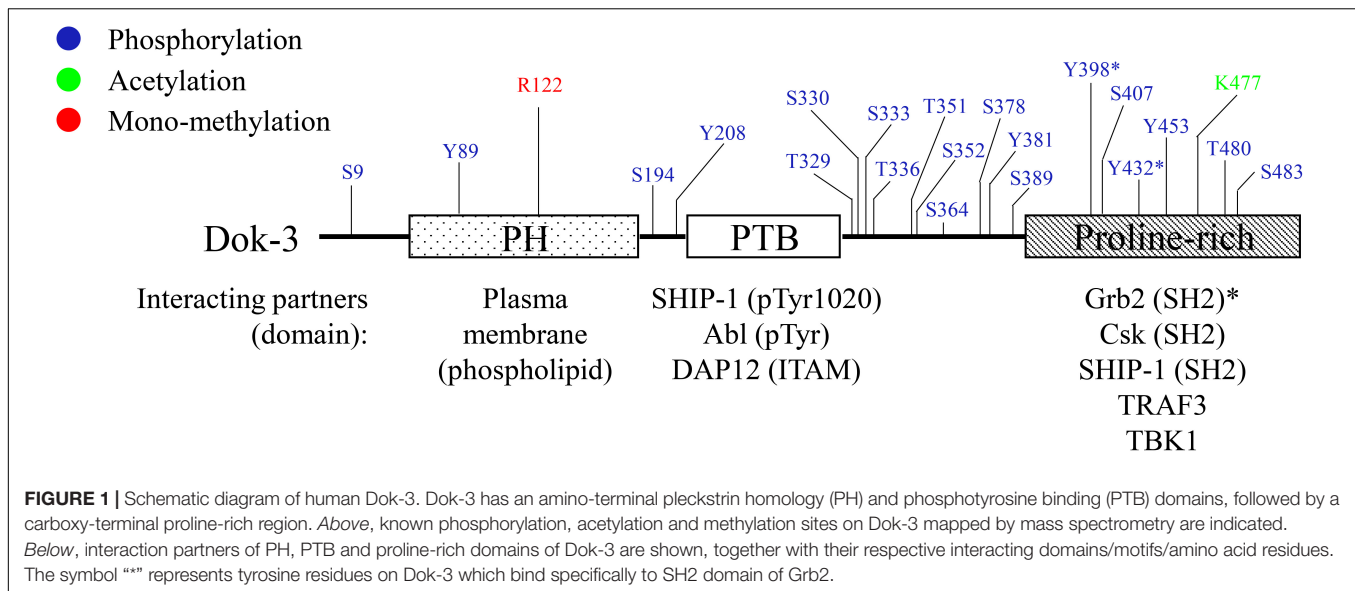 Phosphorylation
Acetylation
Mono-methylation
S9
Y89
R122
S194
Y208
T329
S330
S333
T336
T351
S352
S364
S378
Y381
S389
Y398*
S407
Y432*
Y453
K477
T480
S483
Dok-3
PH
PTB
Proline-rich
Interacting partners
(domain):
Plasma
membrane
(phospholipid)
SHIP-1 (pTyr1020)
Abl (pTyr)
DAP12 (ITAM)
Grb2 (SH2)*
Csk (SH2)
SHIP-1 (SH2)
TRAF3
TBK1
FIGURE 1 | Schematic diagram of human Dok-3. Dok-3 has an amino-terminal pleckstrin homology (PH) and phosphotyrosine binding (PTB) domains, followed by a
carboxy-terminal proline-rich region. Above, known phosphorylation, acetylation and methylation sites on Dok-3 mapped by mass spectrometry are indicated.
Below, interaction partners of PH, PTB and proline-rich domains of Dok-3 are shown, together with their respective interacting domains/motifs/amino acid residues.
The symbol “*” represents tyrosine residues on Dok-3 which bind specifically to SH2 domain of Grb2.